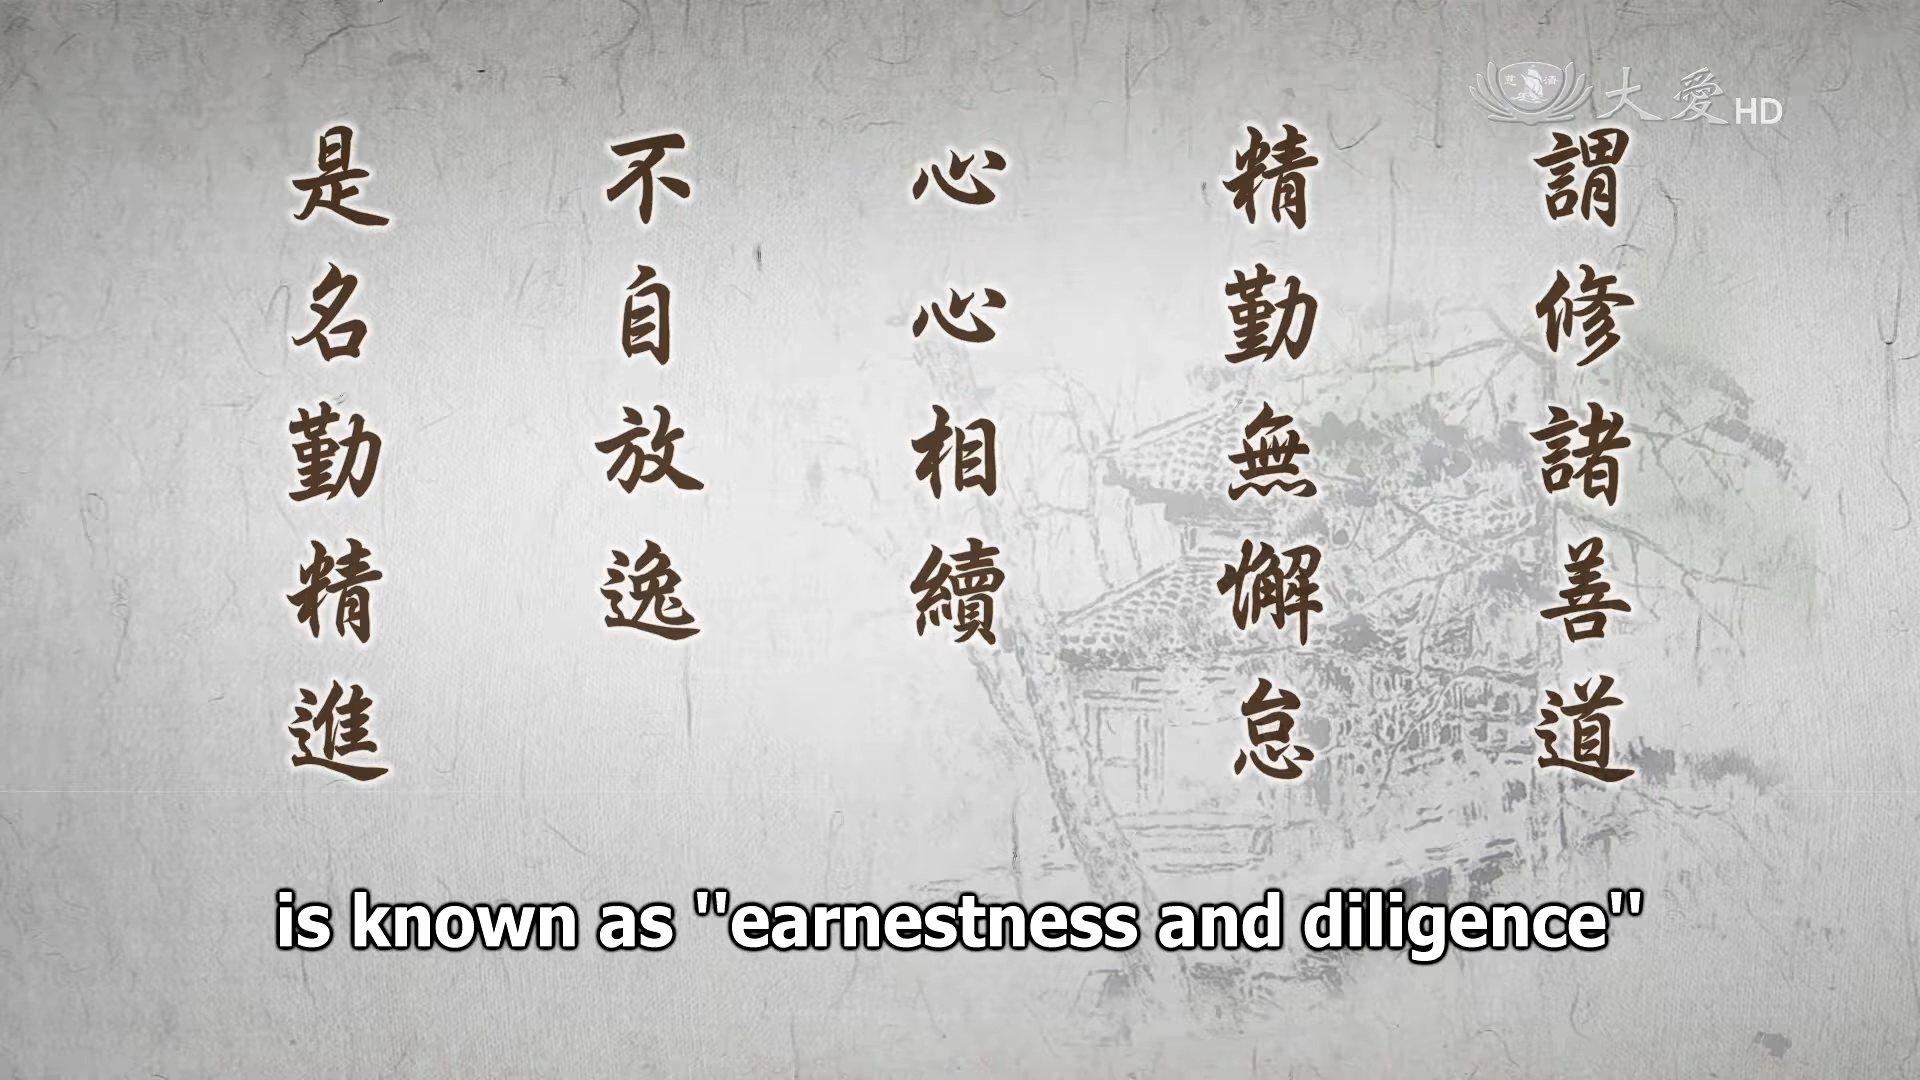 大愛HD
謂修諸善道
精勤無懈怠
心心相續
不自放逸
是名勤精進
is known as "earnestness and diligence"